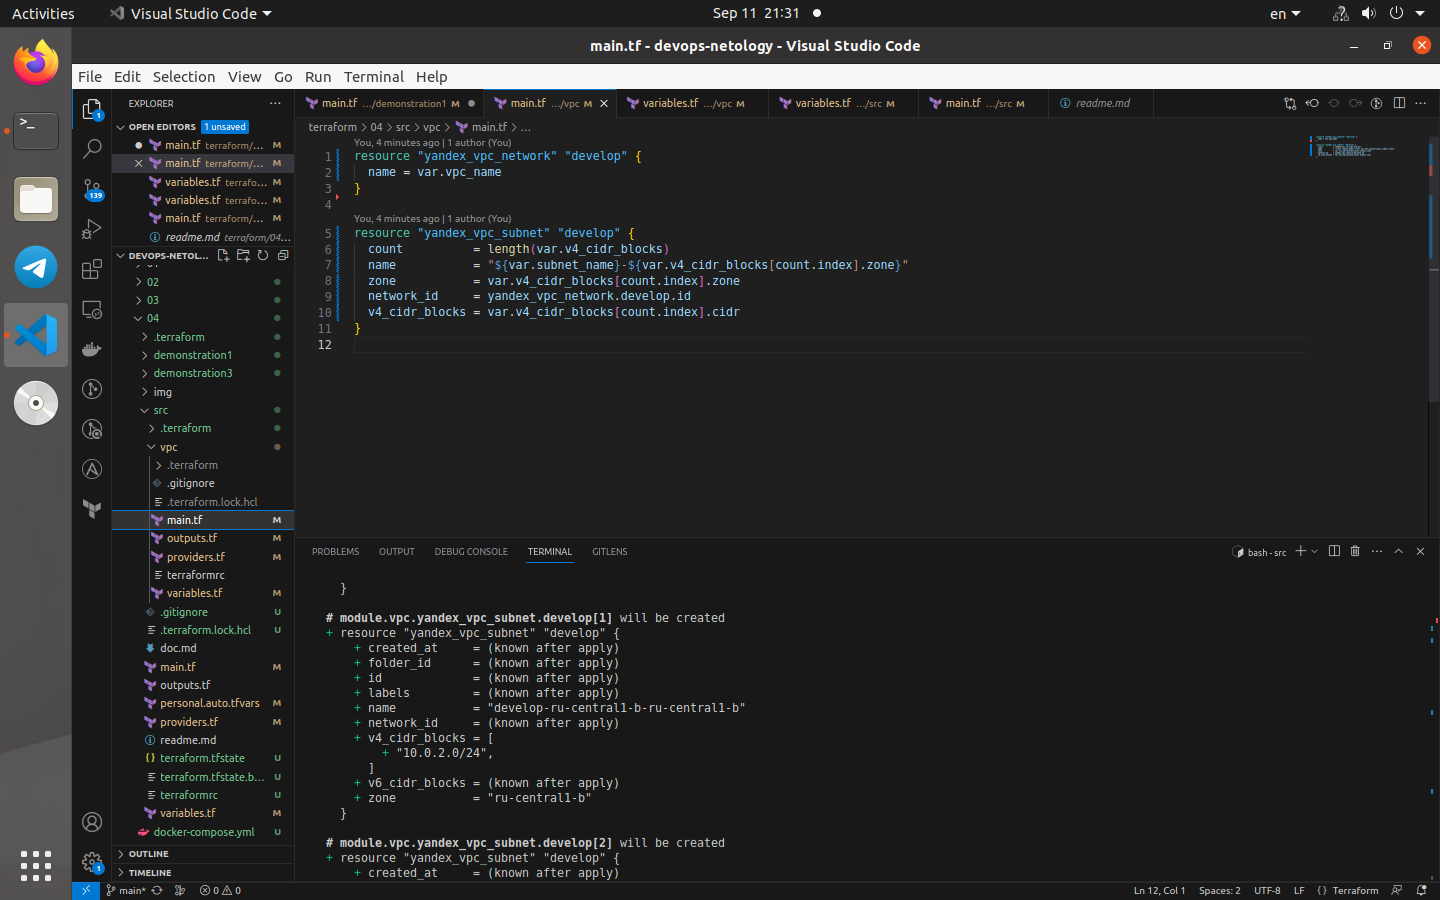 Activities
Visual Studio Code
Sep 11 21:31
en
main.tf - devops-netology - Visual Studio Code
File Edit Selection View Go Run Terminal Help
EXPLORER
main.tf .../demonstration1 M
main.tf .../vpc M
variables.tf .../vpc M
variables.tf .../src M
main.tf .../src M
readme.md
OPEN EDITORS 1 unsaved
main.tf terraform/... M
main.tf terraform/... M
variables.tf terrafo... M
variables.tf terrafo... M
main.tf terraform/... M
readme.md terraform/04...
DEVOPS-NETOL...
02
03
04
.terraform
demonstration1
demonstration3
img
src
.terraform
vpc
.terraform
.gitignore
.terraform.lock.hcl
main.tf M
outputs.tf M
providers.tf M
terraformrc
variables.tf M
.gitignore U
.terraform.lock.hcl U
doc.md
main.tf M
outputs.tf
personal.auto.tfvars M
providers.tf M
readme.md
terraform.tfstate U
terraform.tfstate.b... U
terraformrc U
variables.tf M
docker-compose.yml U
OUTLINE
TIMELINE
1
139
1
terraform > 04 > src > vpc > main.tf > ...
You, 4 minutes ago | 1 author (You)
1 resource "yandex_vpc_network" "develop" {
2 name = var.vpc_name
3 }
4
You, 4 minutes ago | 1 author (You)
5 resource "yandex_vpc_subnet" "develop" {
6 count = length(var.v4_cidr_blocks)
7 name = "${var.subnet_name}-${var.v4_cidr_blocks[count.index].zone}"
8 zone = var.v4_cidr_blocks[count.index].zone
9 network_id = yandex_vpc_network.develop.id
10 v4_cidr_blocks = var.v4_cidr_blocks[count.index].cidr
11 }
12
PROBLEMS OUTPUT DEBUG CONSOLE TERMINAL GITLENS
bash - src
}
# module.vpc.yandex_vpc_subnet.develop[1] will be created
+ resource "yandex_vpc_subnet" "develop" {
+ created_at = (known after apply)
+ folder_id = (known after apply)
+ id = (known after apply)
+ labels = (known after apply)
+ name = "develop-ru-central1-b-ru-central1-b"
+ network_id = (known after apply)
+ v4_cidr_blocks = [
+ "10.0.2.0/24",
]
+ v6_cidr_blocks = (known after apply)
+ zone = "ru-central1-b"
}
# module.vpc.yandex_vpc_subnet.develop[2] will be created
+ resource "yandex_vpc_subnet" "develop" {
+ created_at = (known after apply)
main* 0 0
Ln 12, Col 1 Spaces: 2 UTF-8 LF {} Terraform